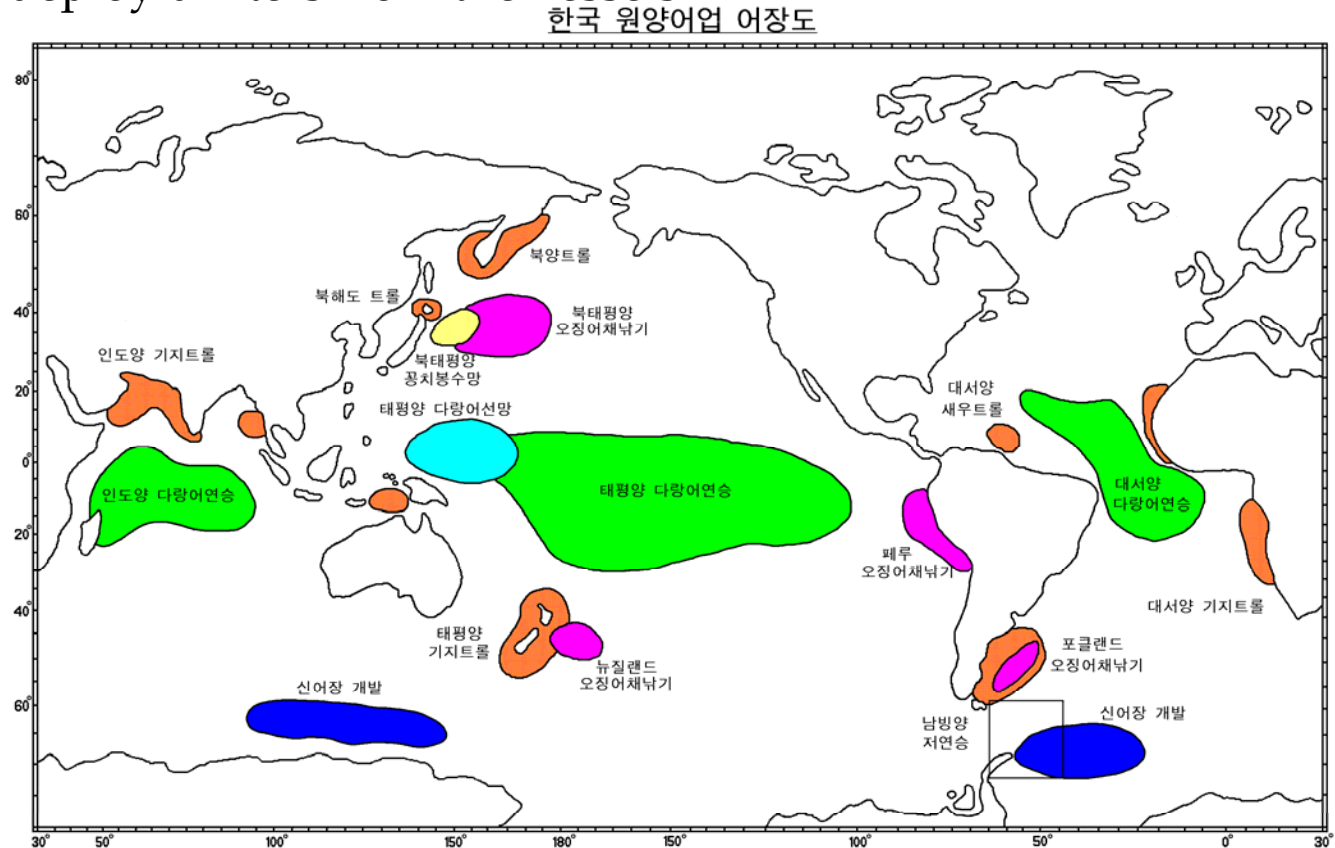 한국 원양어업 어장도
80°
60°
북양트롤
북해도 트롤
40°
북태평양
오징어채낚기
인도양 기지트롤
북태평양
꽁치봉수망
20°
대서양
새우트롤
태평양 다랑어선망
0°
인도양 다랑어연승
태평양 다랑어연승
대서양
다랑어연승
20°
페루
오징어채낚기
40°
대서양 기지트롤
태평양
기지트롤
포클랜드
오징어채낚기
뉴질랜드
오징어채낚기
신어장 개발
60°
신어장 개발
남빙양
저연승
30° 50° 100° 150° 180° 150° 100° 50° 0° 30°